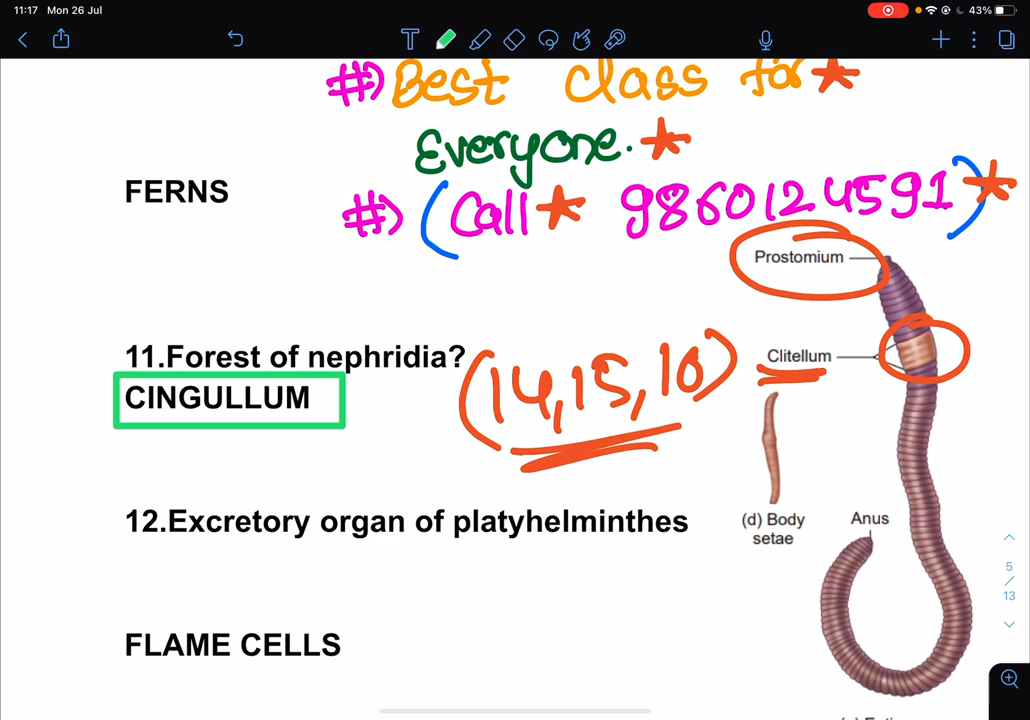 11:17 Mon 26 Jul
43%
T
#) Best Class for *
Everyone. *
FERNS
#) (Call * 9860124591) *
Prostomium
11.Forest of nephridia?
(14,15,16)
Clitellum
CINGULLUM
12.Excretory organ of platyhelminthes
(d) Body
setae
Anus
5
/
13
FLAME CELLS